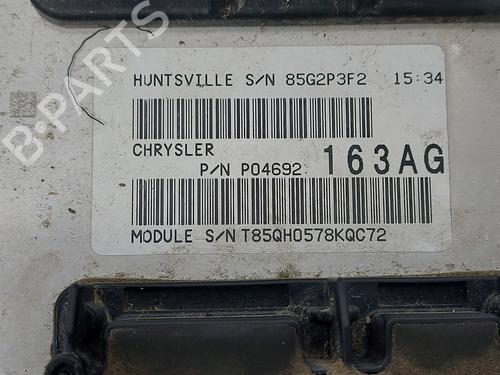 B-PARTS
HUNTSVILLE S/N 85G2P3F2 15:34
CHRYSLER
P/N P04692 163AG
MODULE S/N T85QH0578KQC72